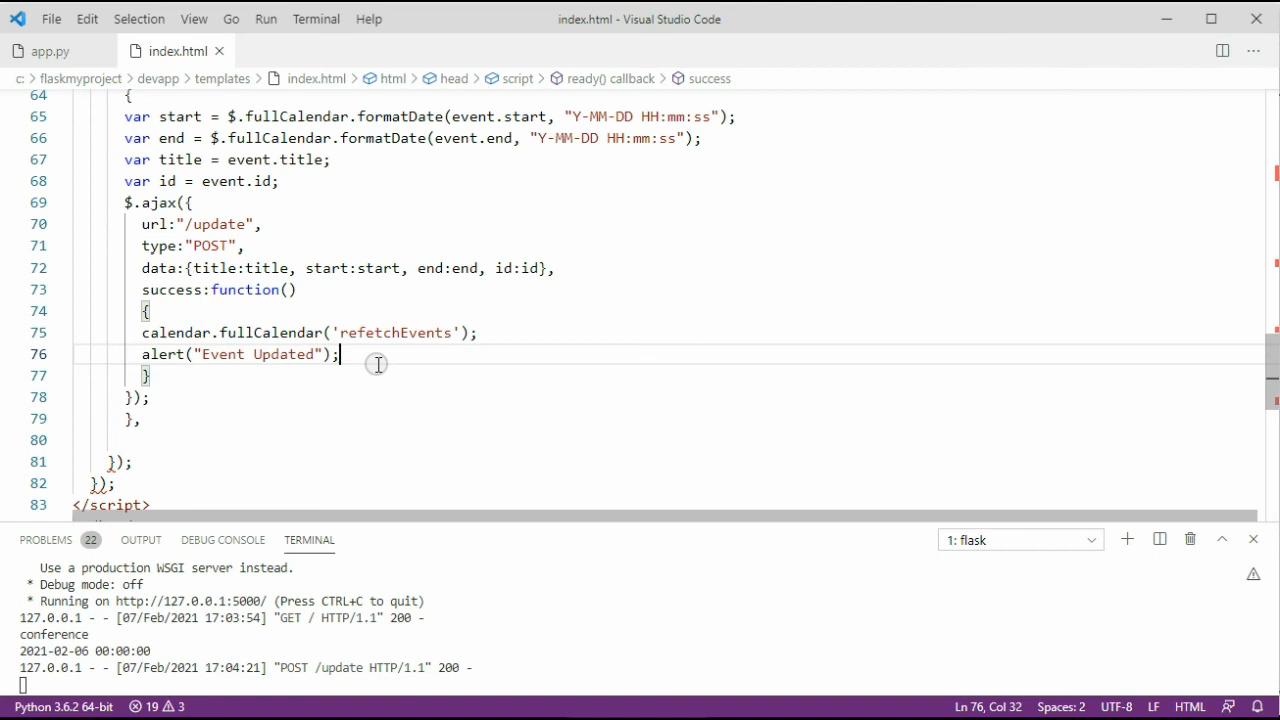 File Edit Selection View Go Run Terminal Help index.html - Visual Studio Code
app.py index.html
c: > flaskmyproject > devapp > templates > index.html > html > head > script > ready() callback > success
64 {
65 var start = $.fullCalendar.formatDate(event.start, "Y-MM-DD HH:mm:ss");
66 var end = $.fullCalendar.formatDate(event.end, "Y-MM-DD HH:mm:ss");
67 var title = event.title;
68 var id = event.id;
69 $.ajax({
70 url:"/update",
71 type:"POST",
72 data:{title:title, start:start, end:end, id:id},
73 success:function()
74 {
75 calendar.fullCalendar('refetchEvents');
76 alert("Event Updated");
77 }
78 });
79 },
80
81 });
82 });
83 </script>
PROBLEMS 22 OUTPUT DEBUG CONSOLE TERMINAL 1: flask
Use a production WSGI server instead.
* Debug mode: off
* Running on http://127.0.0.1:5000/ (Press CTRL+C to quit)
127.0.0.1 - - [07/Feb/2021 17:03:54] "GET / HTTP/1.1" 200 -
conference
2021-02-06 00:00:00
127.0.0.1 - - [07/Feb/2021 17:04:21] "POST /update HTTP/1.1" 200 -
Python 3.6.2 64-bit 19 3 Ln 76, Col 32 Spaces: 2 UTF-8 LF HTML